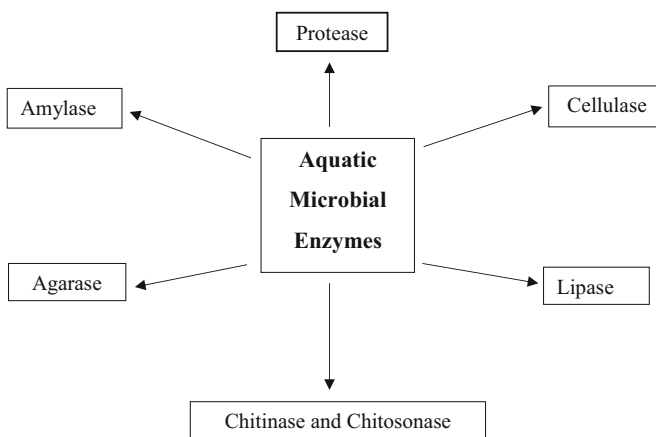 Protease
Amylase
Cellulase
Aquatic
Microbial
Enzymes
Agarase
Lipase
Chitinase and Chitosonase